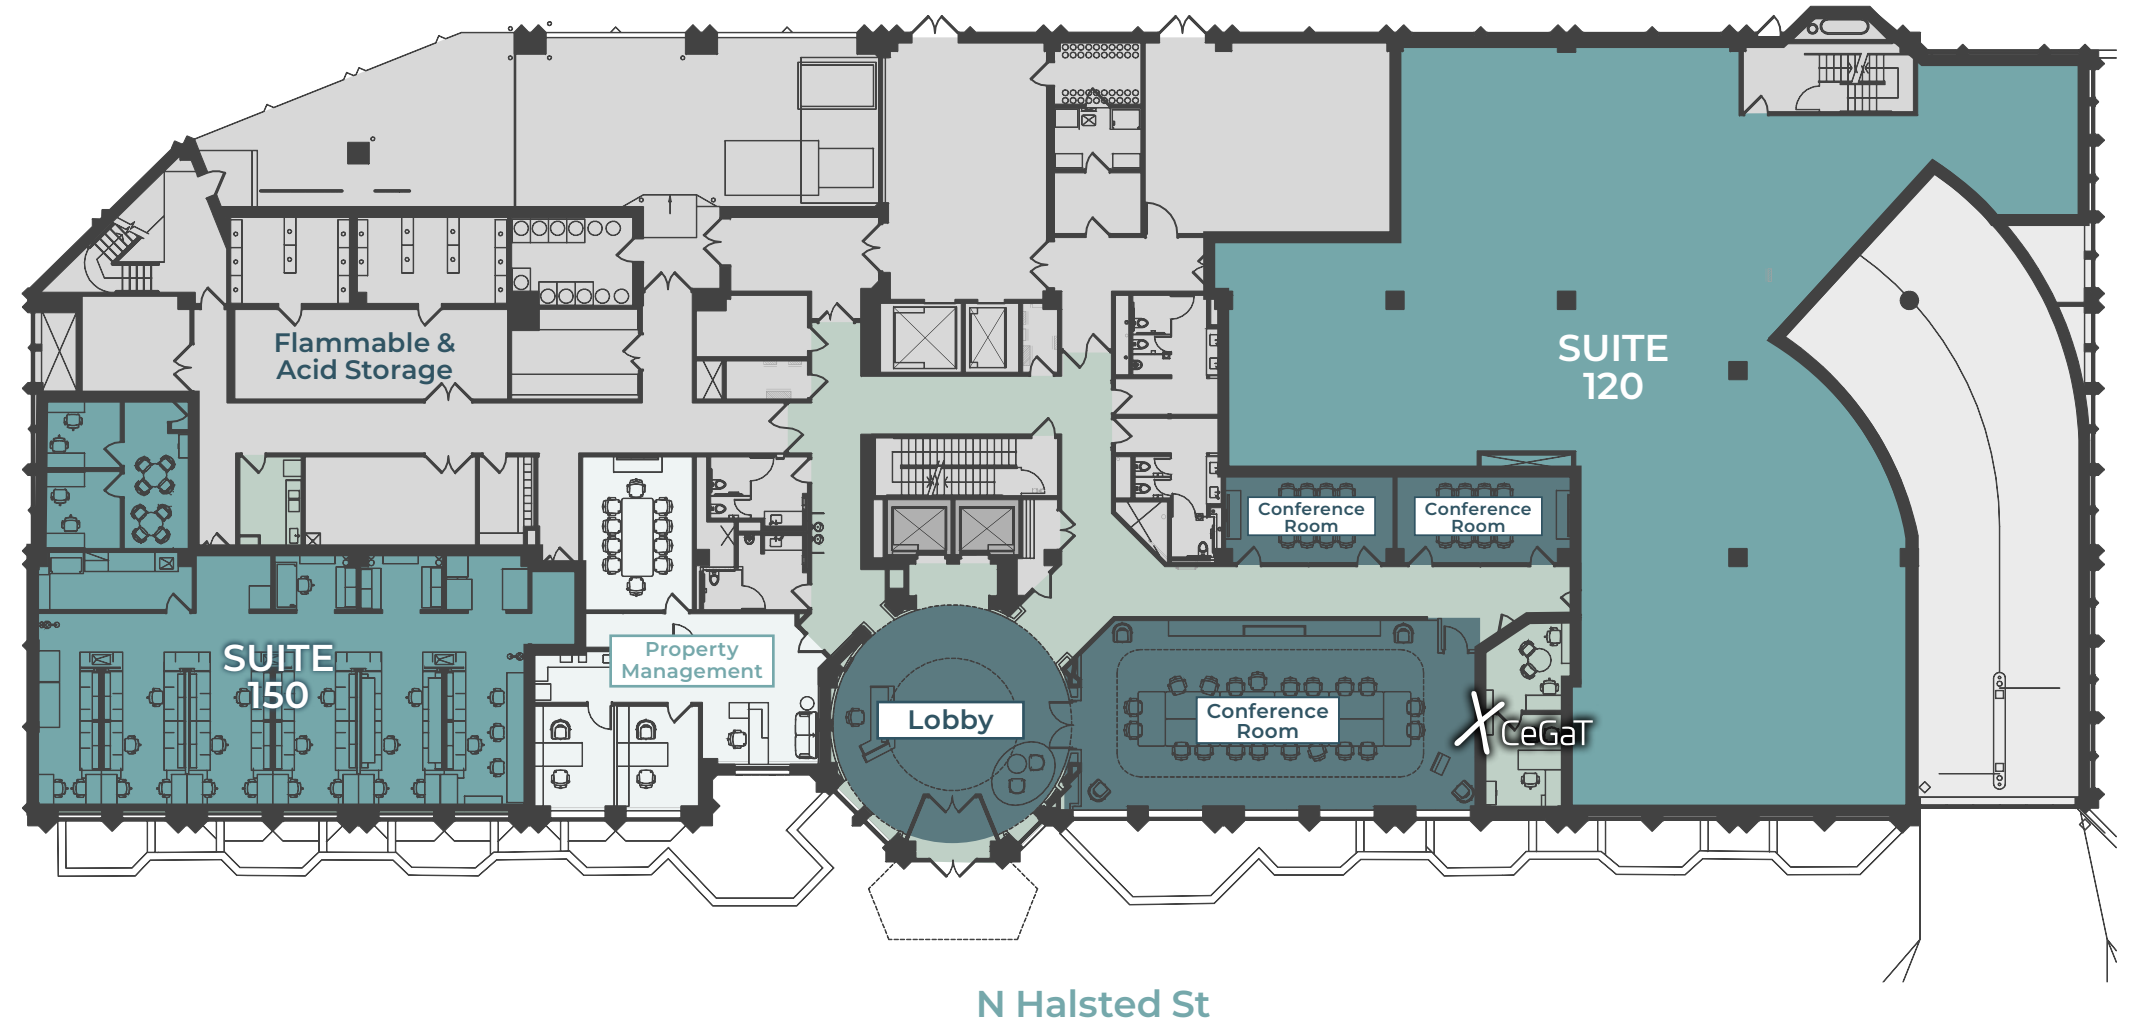 Flammable &
Acid Storage
SUITE
120
Conference
Room
Conference
Room
SUITE
150
Property
Management
Lobby
Conference
Room
CeGaT
N Halsted St